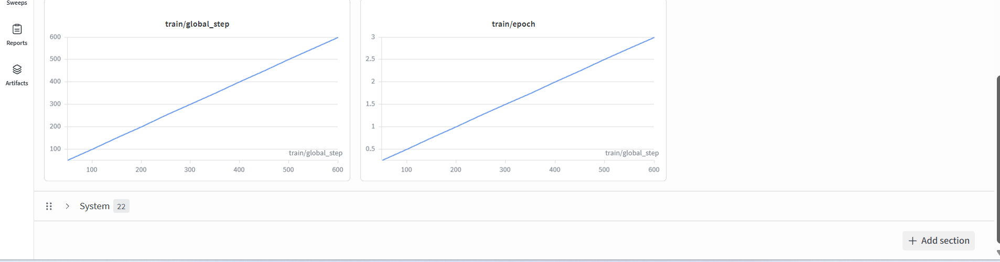 Sweeps
Reports
Artifacts
train/global_step
600
500
400
300
200
100
train/global_step
100 200 300 400 500 600
train/epoch
3
2.5
2
1.5
1
0.5
train/global_step
100 200 300 400 500 600
System 22
+ Add section